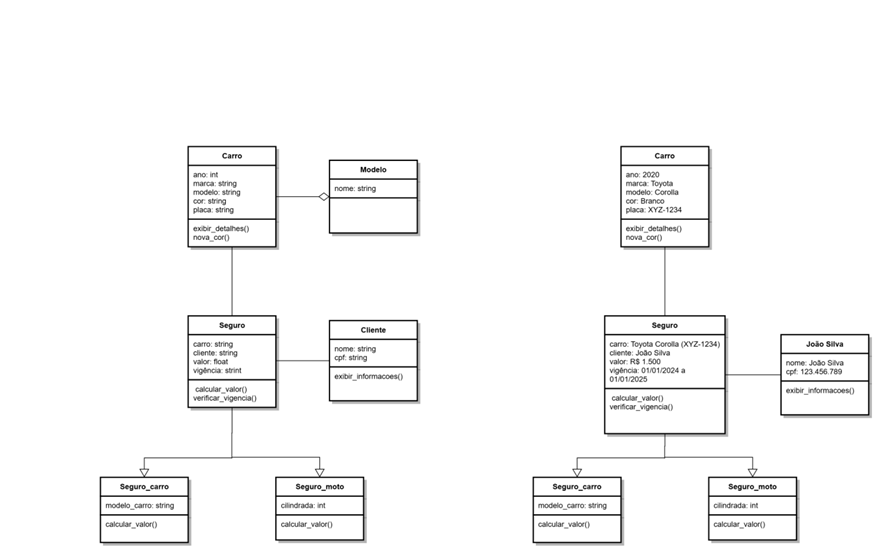 Carro
ano: int
marca: string
modelo: string
cor: string
placa: string
exibir_detalhes()
nova_cor()
Modelo
nome: string
Seguro
carro: string
cliente: string
valor: float
vigência: strint
calcular_valor()
verificar_vigencia()
Cliente
nome: string
cpf: string
exibir_informacoes()
Seguro_carro
modelo_carro: string
calcular_valor()
Seguro_moto
cilindrada: int
calcular_valor()
Carro
ano: 2020
marca: Toyota
modelo: Corolla
cor: Branco
placa: XYZ-1234
exibir_detalhes()
nova_cor()
Seguro
carro: Toyota Corolla (XYZ-1234)
cliente: João Silva
valor: R$ 1.500
vigência: 01/01/2024 a
01/01/2025
calcular_valor()
verificar_vigencia()
João Silva
nome: João Silva
cpf: 123.456.789
exibir_informacoes()
Seguro_carro
modelo_carro: string
calcular_valor()
Seguro_moto
cilindrada: int
calcular_valor()